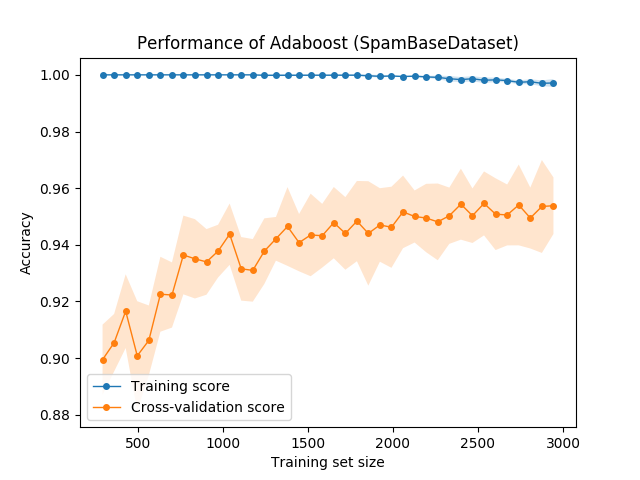 Performance of Adaboost (SpamBaseDataset)
1.00
0.98
0.96
0.94
0.92
0.90
0.88
Accuracy
Training score
Cross-validation score
500
1000
1500
2000
2500
3000
Training set size